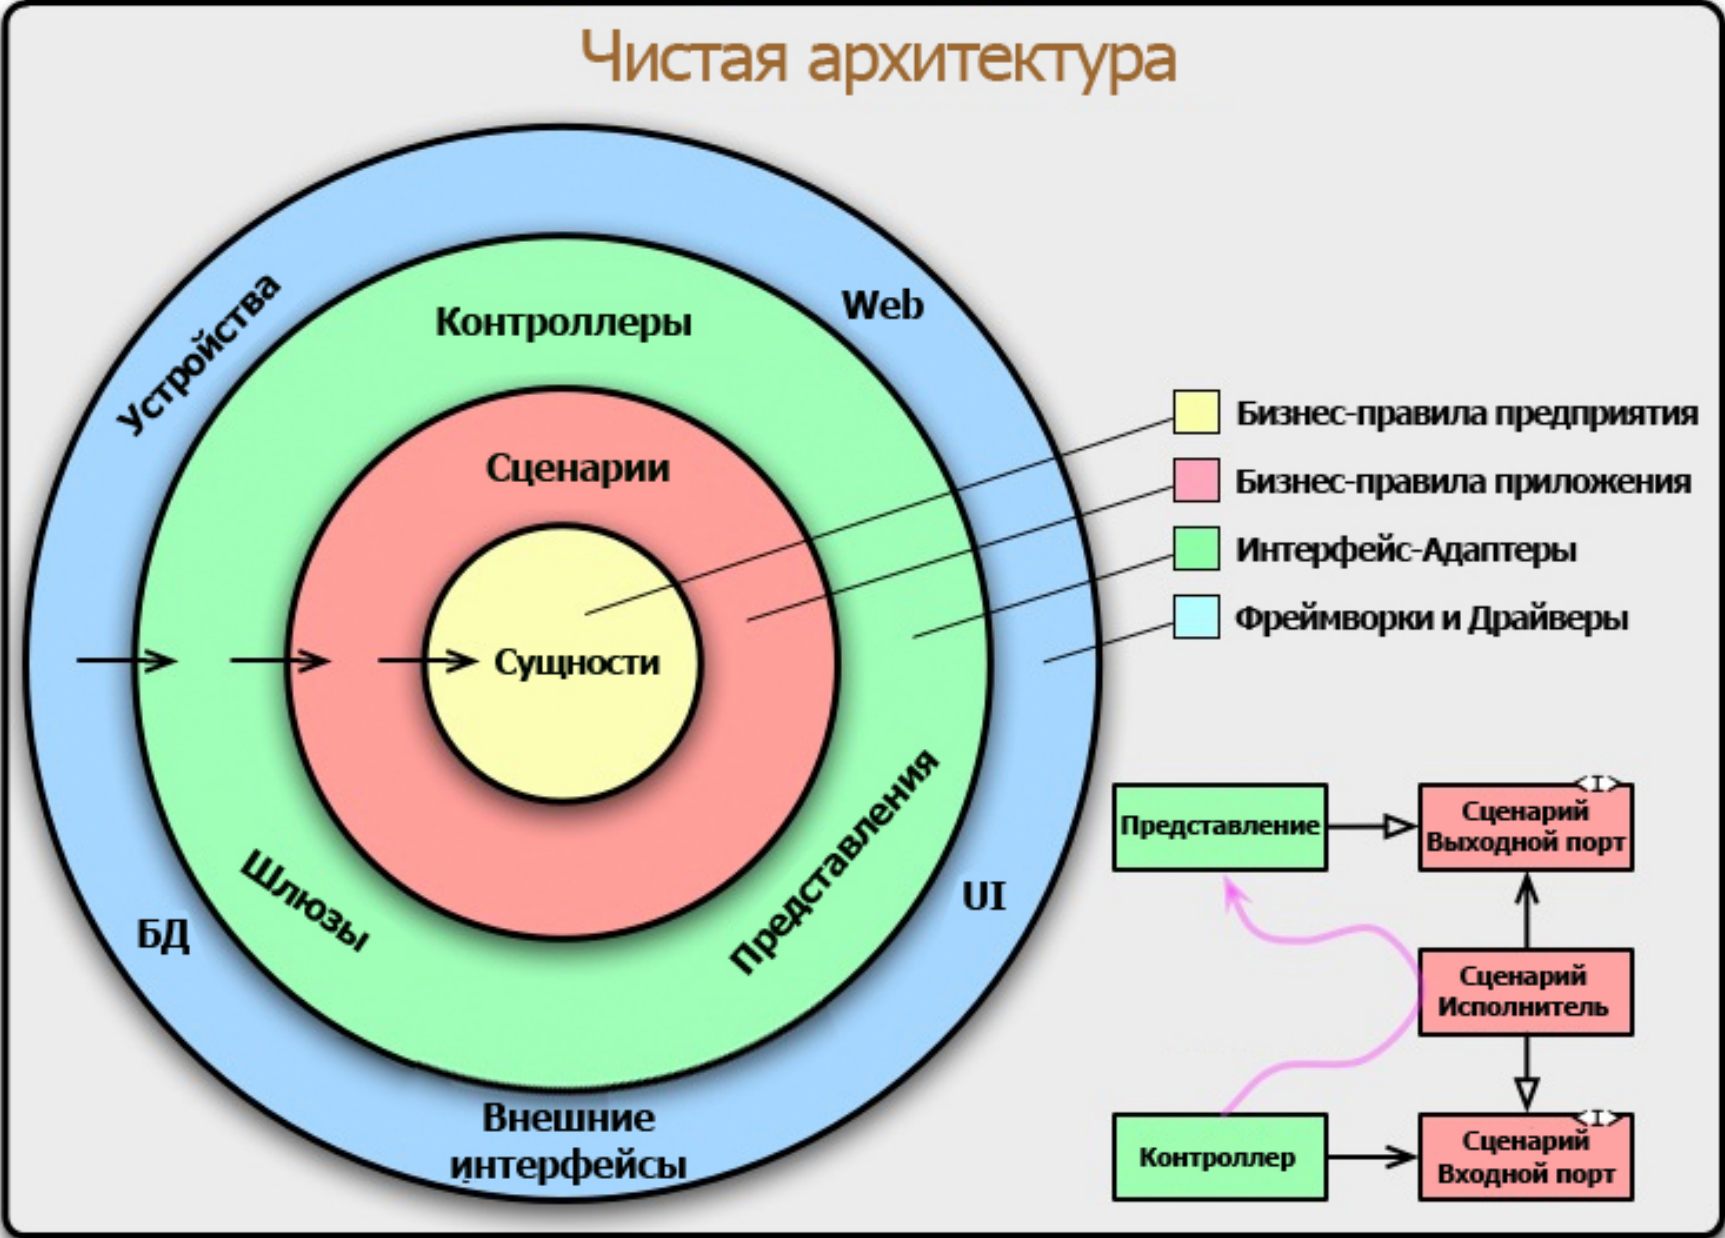 Чистая архитектура
Устройства
Web
Контроллеры
Сценарии
Сущности
Шлюзы
Представления
БД
UI
Внешние
интерфейсы
Бизнес-правила предприятия
Бизнес-правила приложения
Интерфейс-Адаптеры
Фреймворки и Драйверы
Представление
<I>
Сценарий
Выходной порт
Сценарий
Исполнитель
Контроллер
<I>
Сценарий
Входной порт